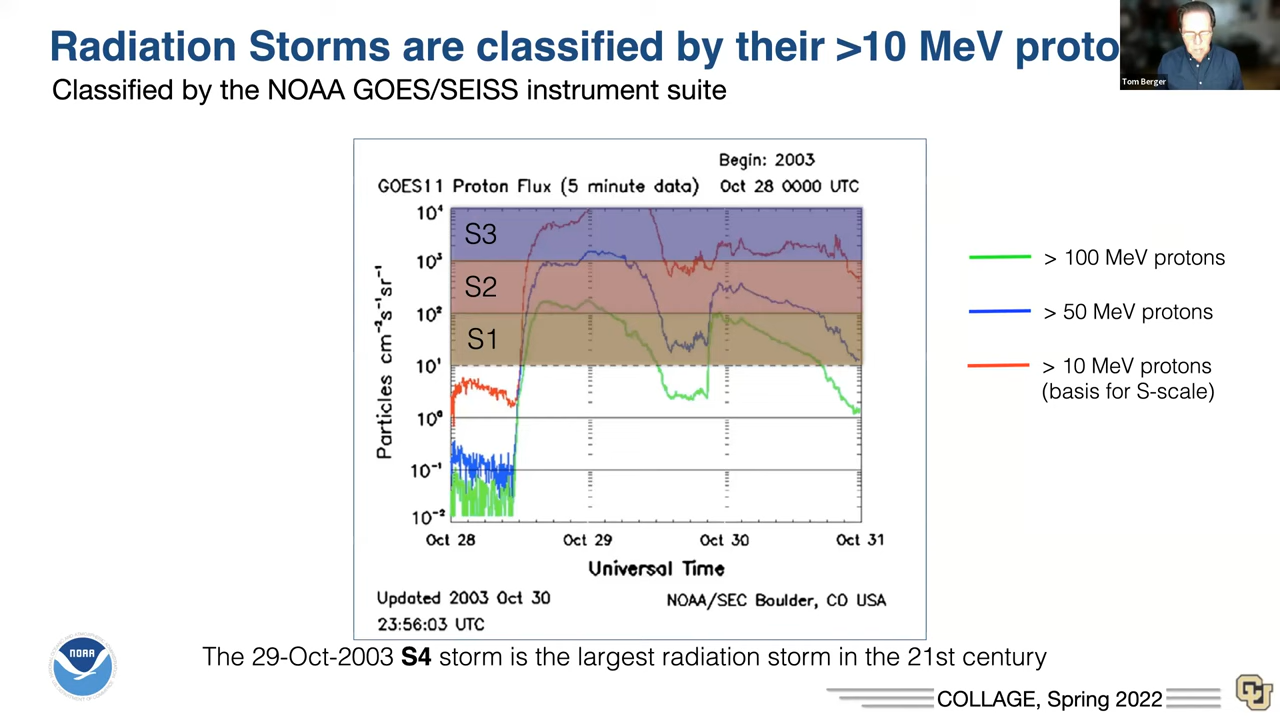 Radiation Storms are classified by their >10 MeV proto
Tom Berger
Classified by the NOAA GOES/SEISS instrument suite
Begin: 2003
GOES11 Proton Flux (5 minute data) Oct 28 0000 UTC
Particles cm⁻²s⁻¹sr⁻¹
10⁴
10³
10²
10¹
10⁰
10⁻¹
10⁻²
S3
S2
S1
Oct 28 Oct 29 Oct 30 Oct 31
Universal Time
Updated 2003 Oct 30 NOAA/SEC Boulder, CO USA
23:56:03 UTC
> 100 MeV protons
> 50 MeV protons
> 10 MeV protons
(basis for S-scale)
The 29-Oct-2003 S4 storm is the largest radiation storm in the 21st century
NOAA
COLLAGE, Spring 2022
CU